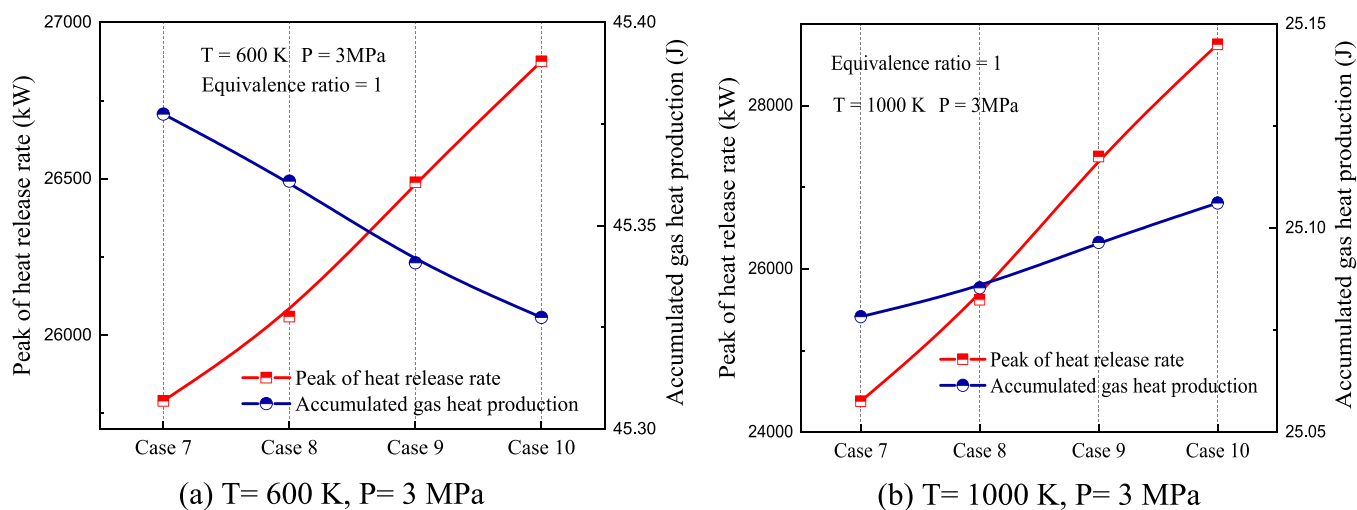 27000
26500
26000
Peak of heat release rate (kW)
T = 600 K P = 3MPa
Equivalence ratio = 1
Peak of heat release rate
Accumulated gas heat production
45.40
45.35
45.30
Accumulated gas heat production (J)
Case 7 Case 8 Case 9 Case 10
(a) T= 600 K, P= 3 MPa
28000
26000
24000
Peak of heat release rate (kW)
Equivalence ratio = 1
T = 1000 K P = 3MPa
Peak of heat release rate
Accumulated gas heat production
25.15
25.10
25.05
Accumulated gas heat production (J)
Case 7 Case 8 Case 9 Case 10
(b) T= 1000 K, P= 3 MPa